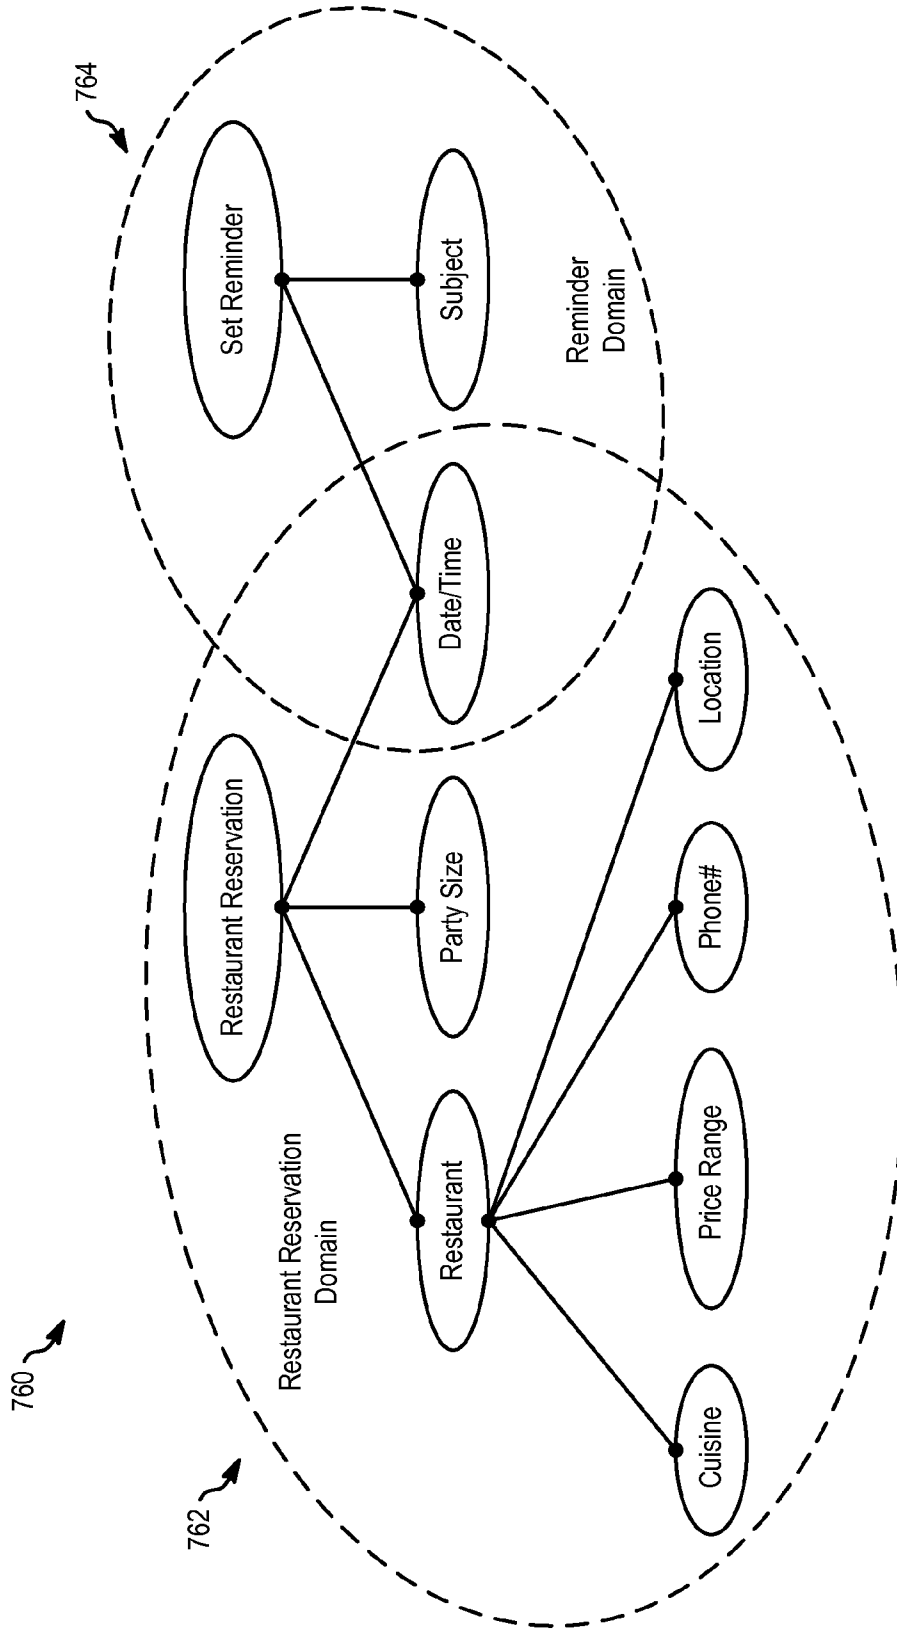 760
762
764
Restaurant Reservation
Domain
Restaurant Reservation
Set Reminder
Restaurant
Party Size
Date/Time
Subject
Reminder
Domain
Cuisine
Price Range
Phone#
Location